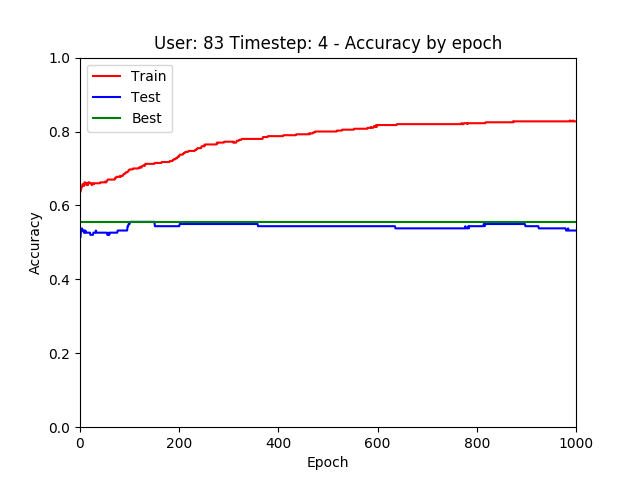 User: 83 Timestep: 4 - Accuracy by epoch
Train
Test
Best
1.0
0.8
0.6
0.4
0.2
0.0
Accuracy
0 200 400 600 800 1000
Epoch